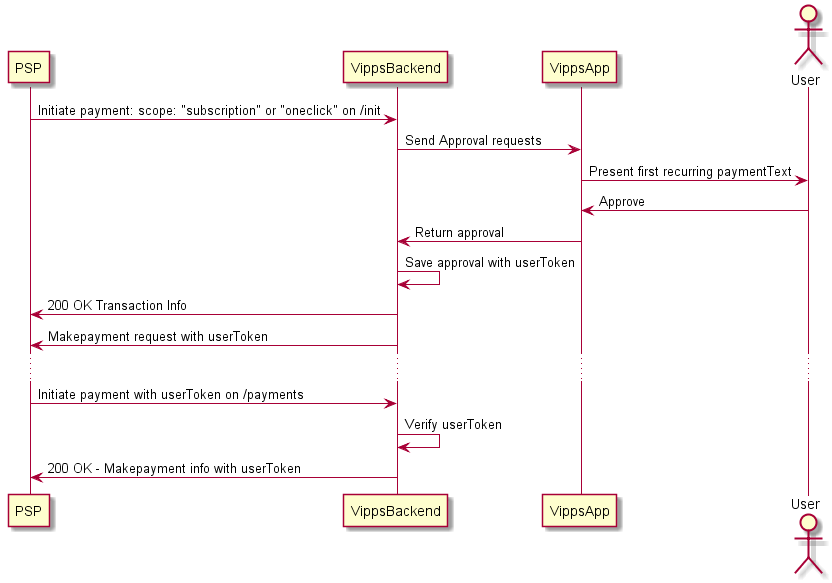 User
PSP
VippsBackend
VippsApp
Initiate payment: scope: "subscription" or "oneclick" on /init
Send Approval requests
Present first recurring paymentText
Approve
Return approval
Save approval with userToken
200 OK Transaction Info
Makepayment request with userToken
Initiate payment with userToken on /payments
Verify userToken
200 OK - Makepayment info with userToken
PSP
VippsBackend
VippsApp
User